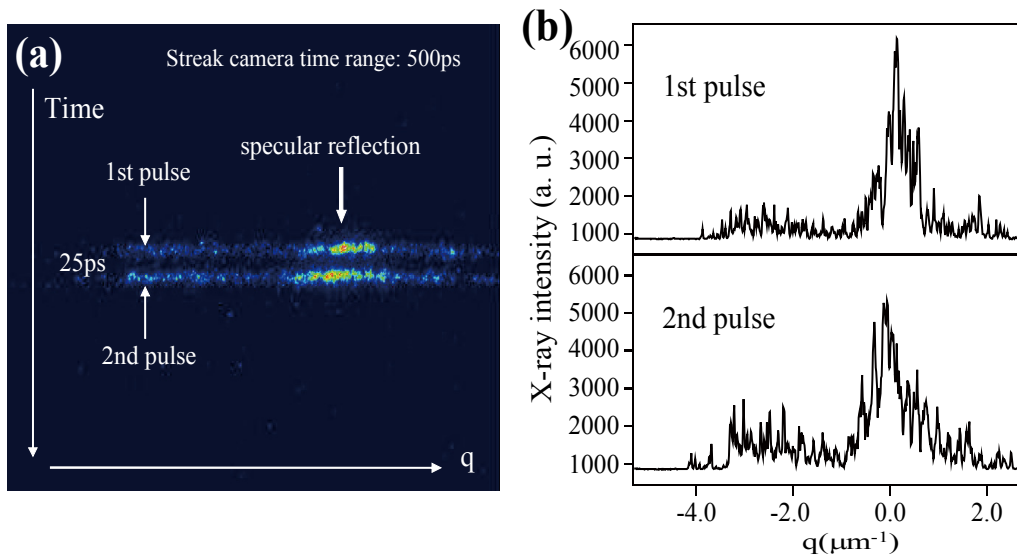 (a)
Streak camera time range: 500ps
Time
specular reflection
1st pulse
25ps
2nd pulse
q
(b)
X-ray intensity (a. u.)
6000
5000
4000
3000
2000
1000
1st pulse
6000
5000
4000
3000
2000
1000
2nd pulse
-4.0 -2.0 0.0 2.0
q(μm⁻¹)